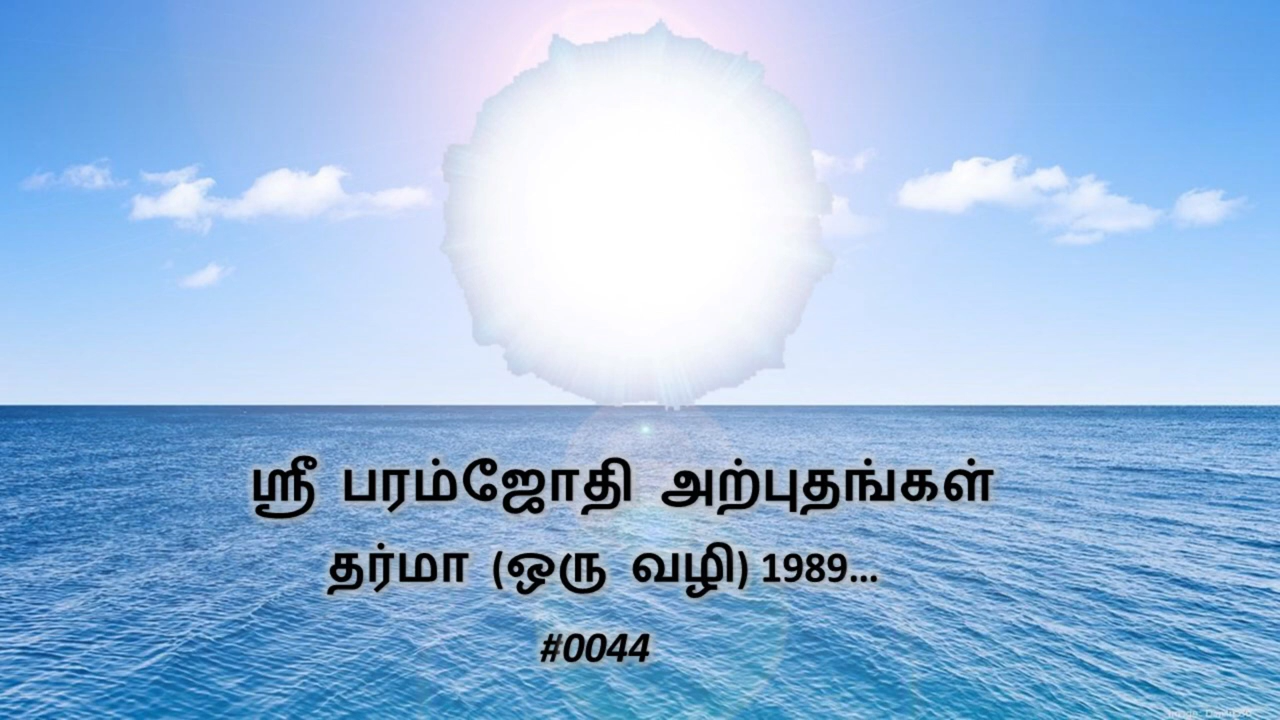 ஸ்ரீ பரம்ஜோதி அற்புதங்கள்
தர்மா (ஒரு வழி) 1989...
#0044